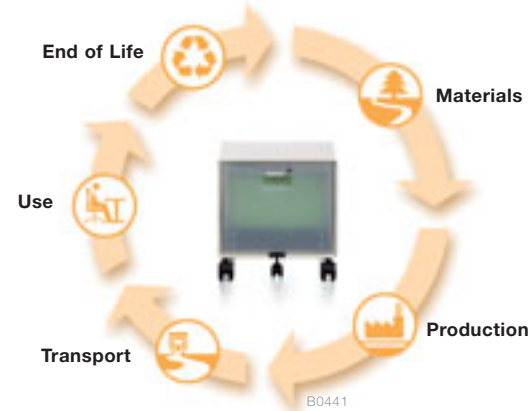 End of Life
Materials
Use
Production
Transport
B0441